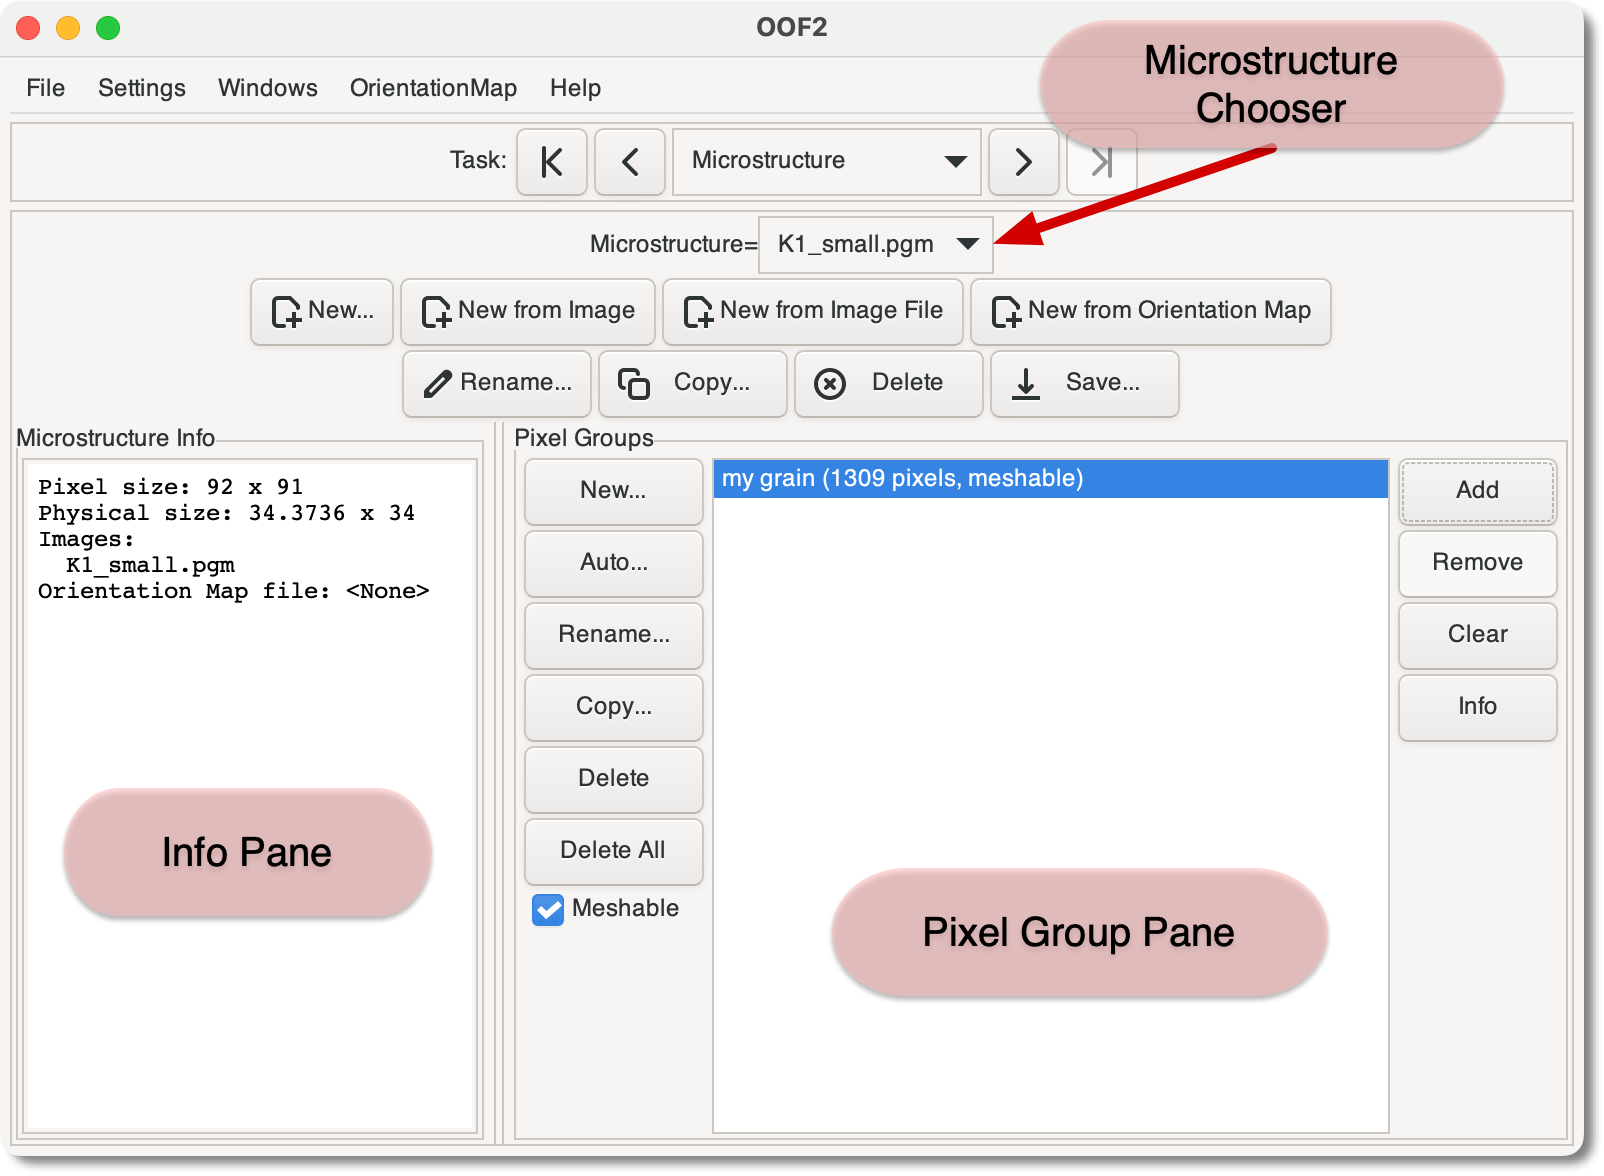 OOF2
Microstructure
Chooser
File Settings Windows OrientationMap Help
Task: Microstructure
Microstructure= K1_small.pgm
New... New from Image New from Image File New from Orientation Map
Rename... Copy... Delete Save...
Microstructure Info
Pixel size: 92 x 91
Physical size: 34.3736 x 34
Images:
K1_small.pgm
Orientation Map file: <None>
Info Pane
Pixel Groups
New...
Auto...
Rename...
Copy...
Delete
Delete All
Meshable
my grain (1309 pixels, meshable)
Pixel Group Pane
Add
Remove
Clear
Info